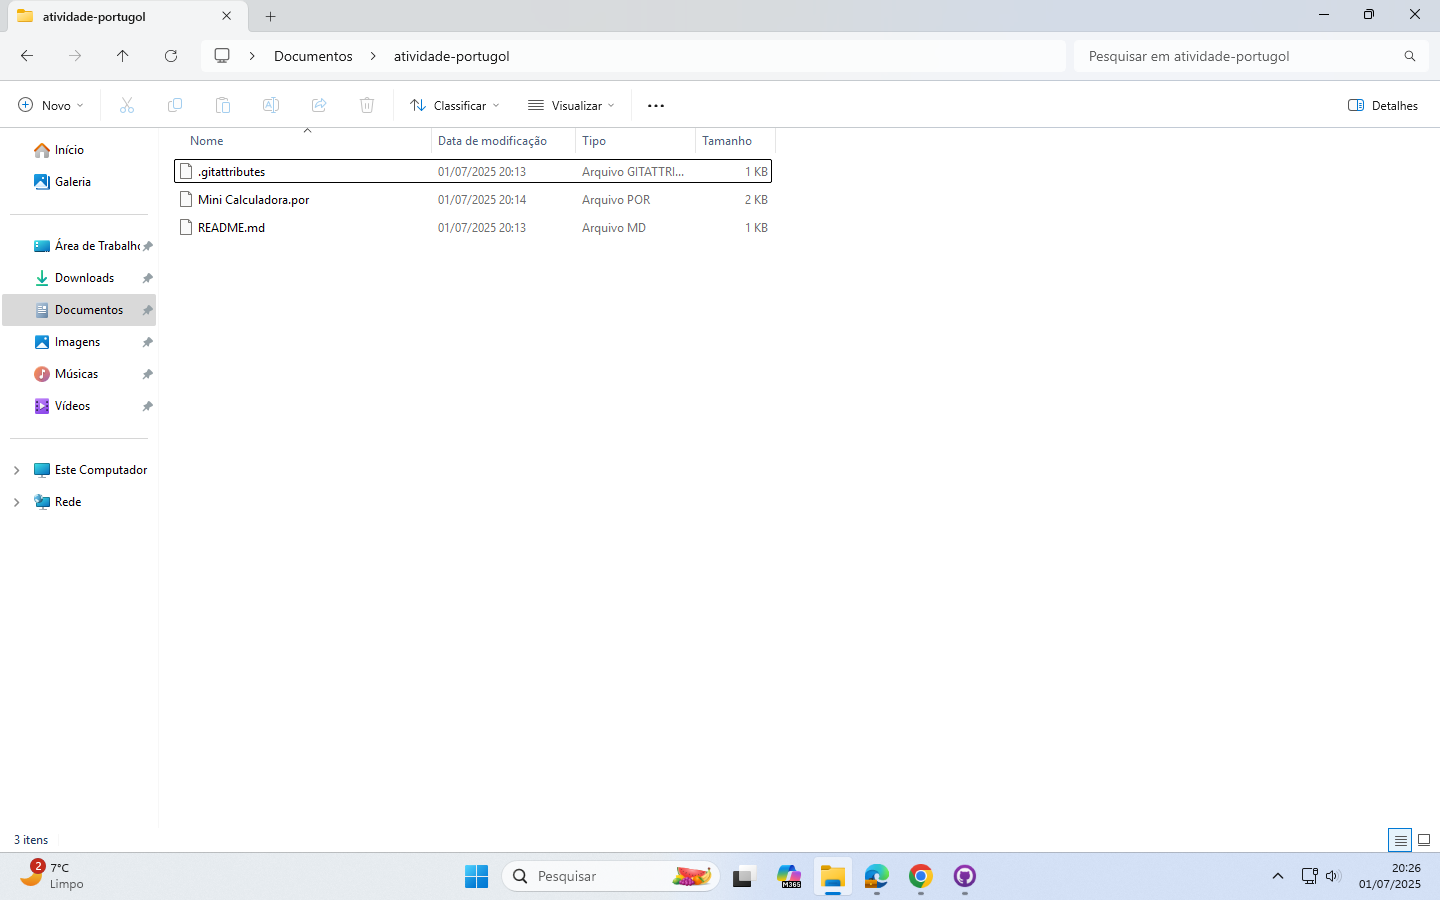 atividade-portugol
Documentos
atividade-portugol
Pesquisar em atividade-portugol
Novo
Classificar
Visualizar
Detalhes
Nome
Data de modificação
Tipo
Tamanho
.gitattributes
01/07/2025 20:13
Arquivo GITATTRI...
1 KB
Mini Calculadora.por
01/07/2025 20:14
Arquivo POR
2 KB
README.md
01/07/2025 20:13
Arquivo MD
1 KB
Início
Galeria
Área de Trabalho
Downloads
Documentos
Imagens
Músicas
Vídeos
Este Computador
Rede
3 itens
2
7°C
Limpo
Pesquisar
M365
20:26
01/07/2025